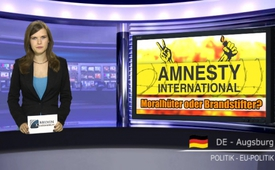 AMNESTY
INTERNATIONAL
Moralhüter oder Brandstifter?
DE - Augsburg
POLITIK - EU-POLITIK